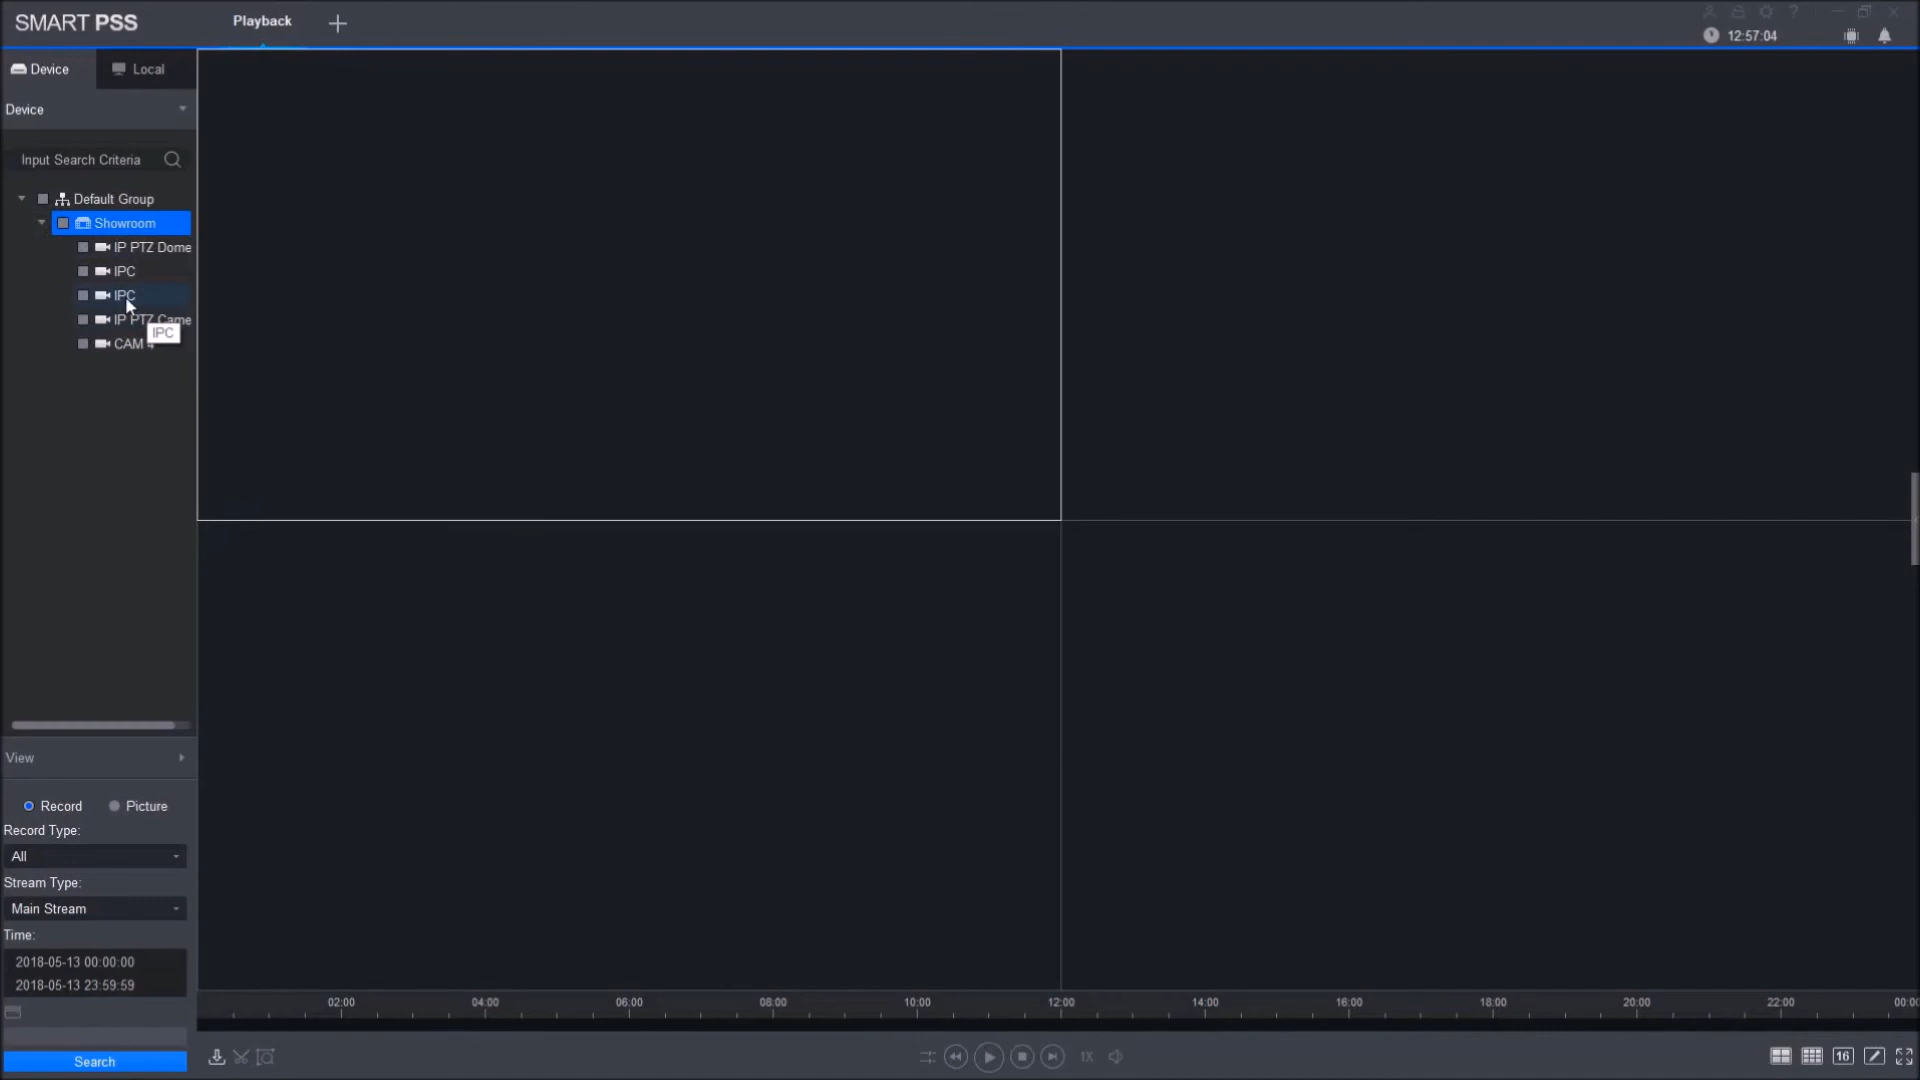 SMART PSS
Playback
12:57:04
Device
Local
Device
Input Search Criteria
Default Group
Showroom
IP PTZ Dome
IPC
IPC
IP PTZ Came
IPC
CAM 4
View
Record
Picture
Record Type:
All
Stream Type:
Main Stream
Time:
2018-05-13 00:00:00
2018-05-13 23:59:59
Search
02:00 04:00 06:00 08:00 10:00 12:00 14:00 16:00 18:00 20:00 22:00 00:00
1X
16